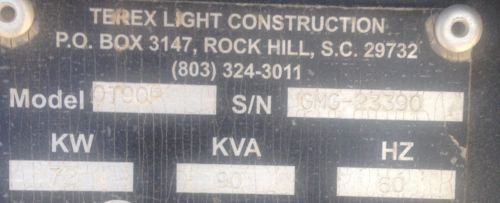 TEREX LIGHT CONSTRUCTION
P.O. BOX 3147, ROCK HILL, S.C. 29732
(803) 324-3011
Model S/N GMG-23390
KW KVA HZ
72 90 60